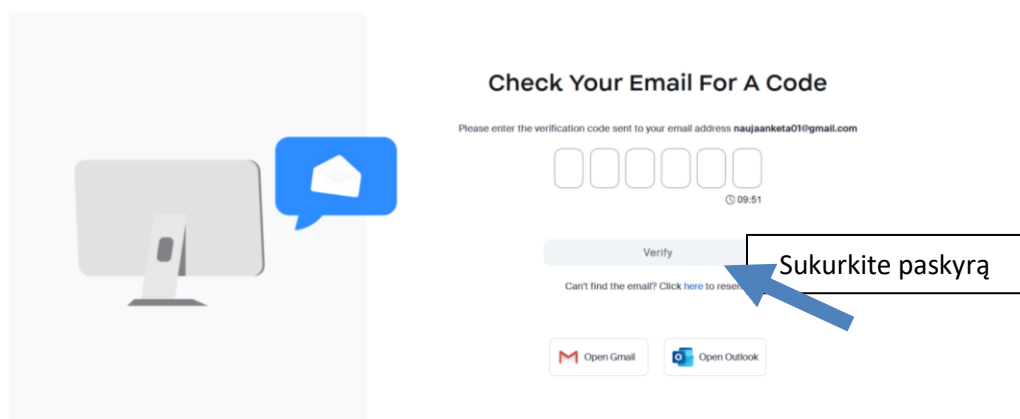 Check Your Email For A Code
Please enter the verification code sent to your email address naujaanketa01@gmail.com
09:51
Verify
Sukurkite paskyrą
Can't find the email? Click here to
Open Gmail
Open Outlook